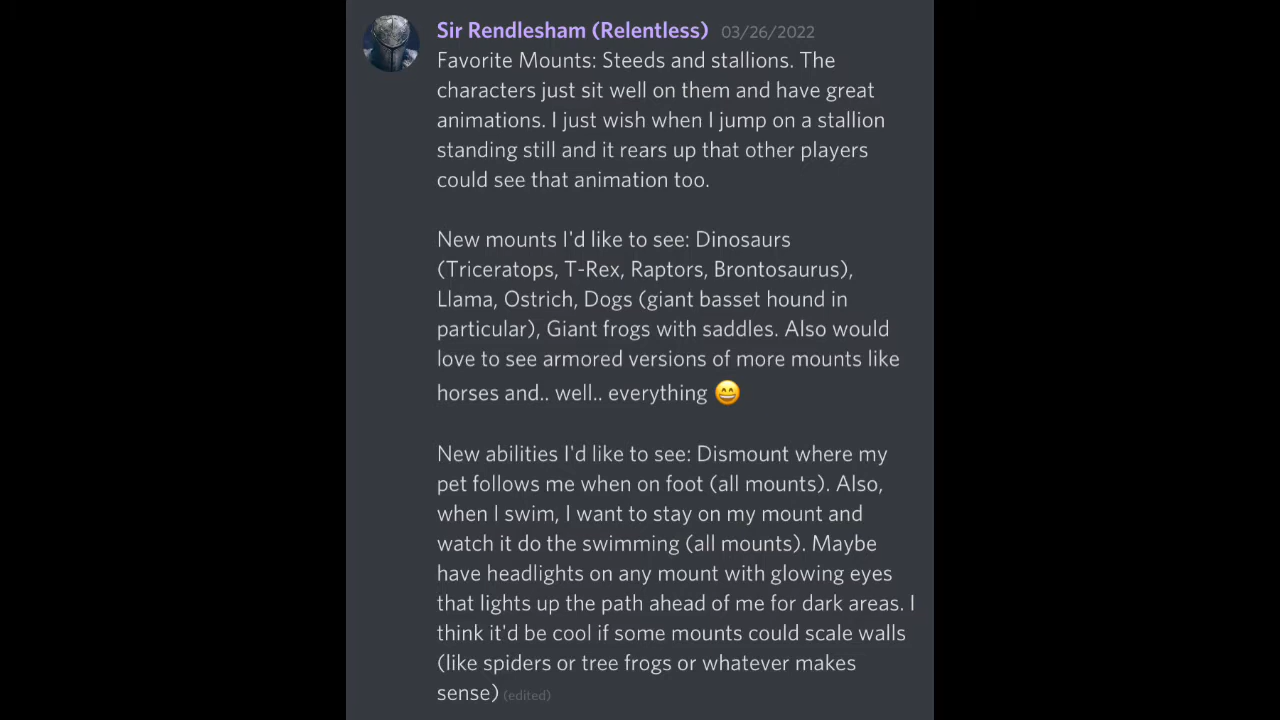 Sir Rendlesham (Relentless) 03/26/2022
Favorite Mounts: Steeds and stallions. The
characters just sit well on them and have great
animations. I just wish when I jump on a stallion
standing still and it rears up that other players
could see that animation too.
New mounts I'd like to see: Dinosaurs
(Triceratops, T-Rex, Raptors, Brontosaurus),
Llama, Ostrich, Dogs (giant basset hound in
particular), Giant frogs with saddles. Also would
love to see armored versions of more mounts like
horses and.. well.. everything 😄
New abilities I'd like to see: Dismount where my
pet follows me when on foot (all mounts). Also,
when I swim, I want to stay on my mount and
watch it do the swimming (all mounts). Maybe
have headlights on any mount with glowing eyes
that lights up the path ahead of me for dark areas. I
think it'd be cool if some mounts could scale walls
(like spiders or tree frogs or whatever makes
sense) (edited)